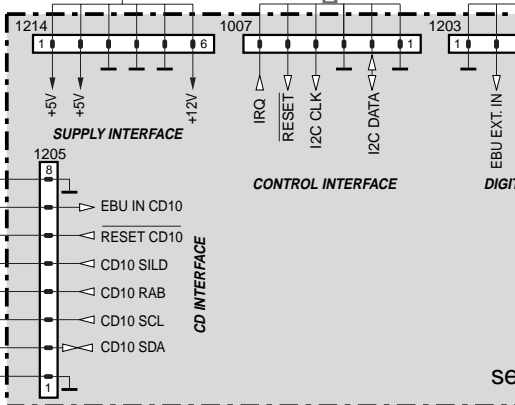 1214
1007
1203
1 6
1
1
+5V
+5V
+12V
IRQ
RESET
I2C CLK
I2C DATA
EBU EXT. IN
SUPPLY INTERFACE
CONTROL INTERFACE
DIGIT
1205
8
EBU IN CD10
RESET CD10
CD10 SILD
CD10 RAB
CD10 SCL
CD10 SDA
1
CD INTERFACE
se